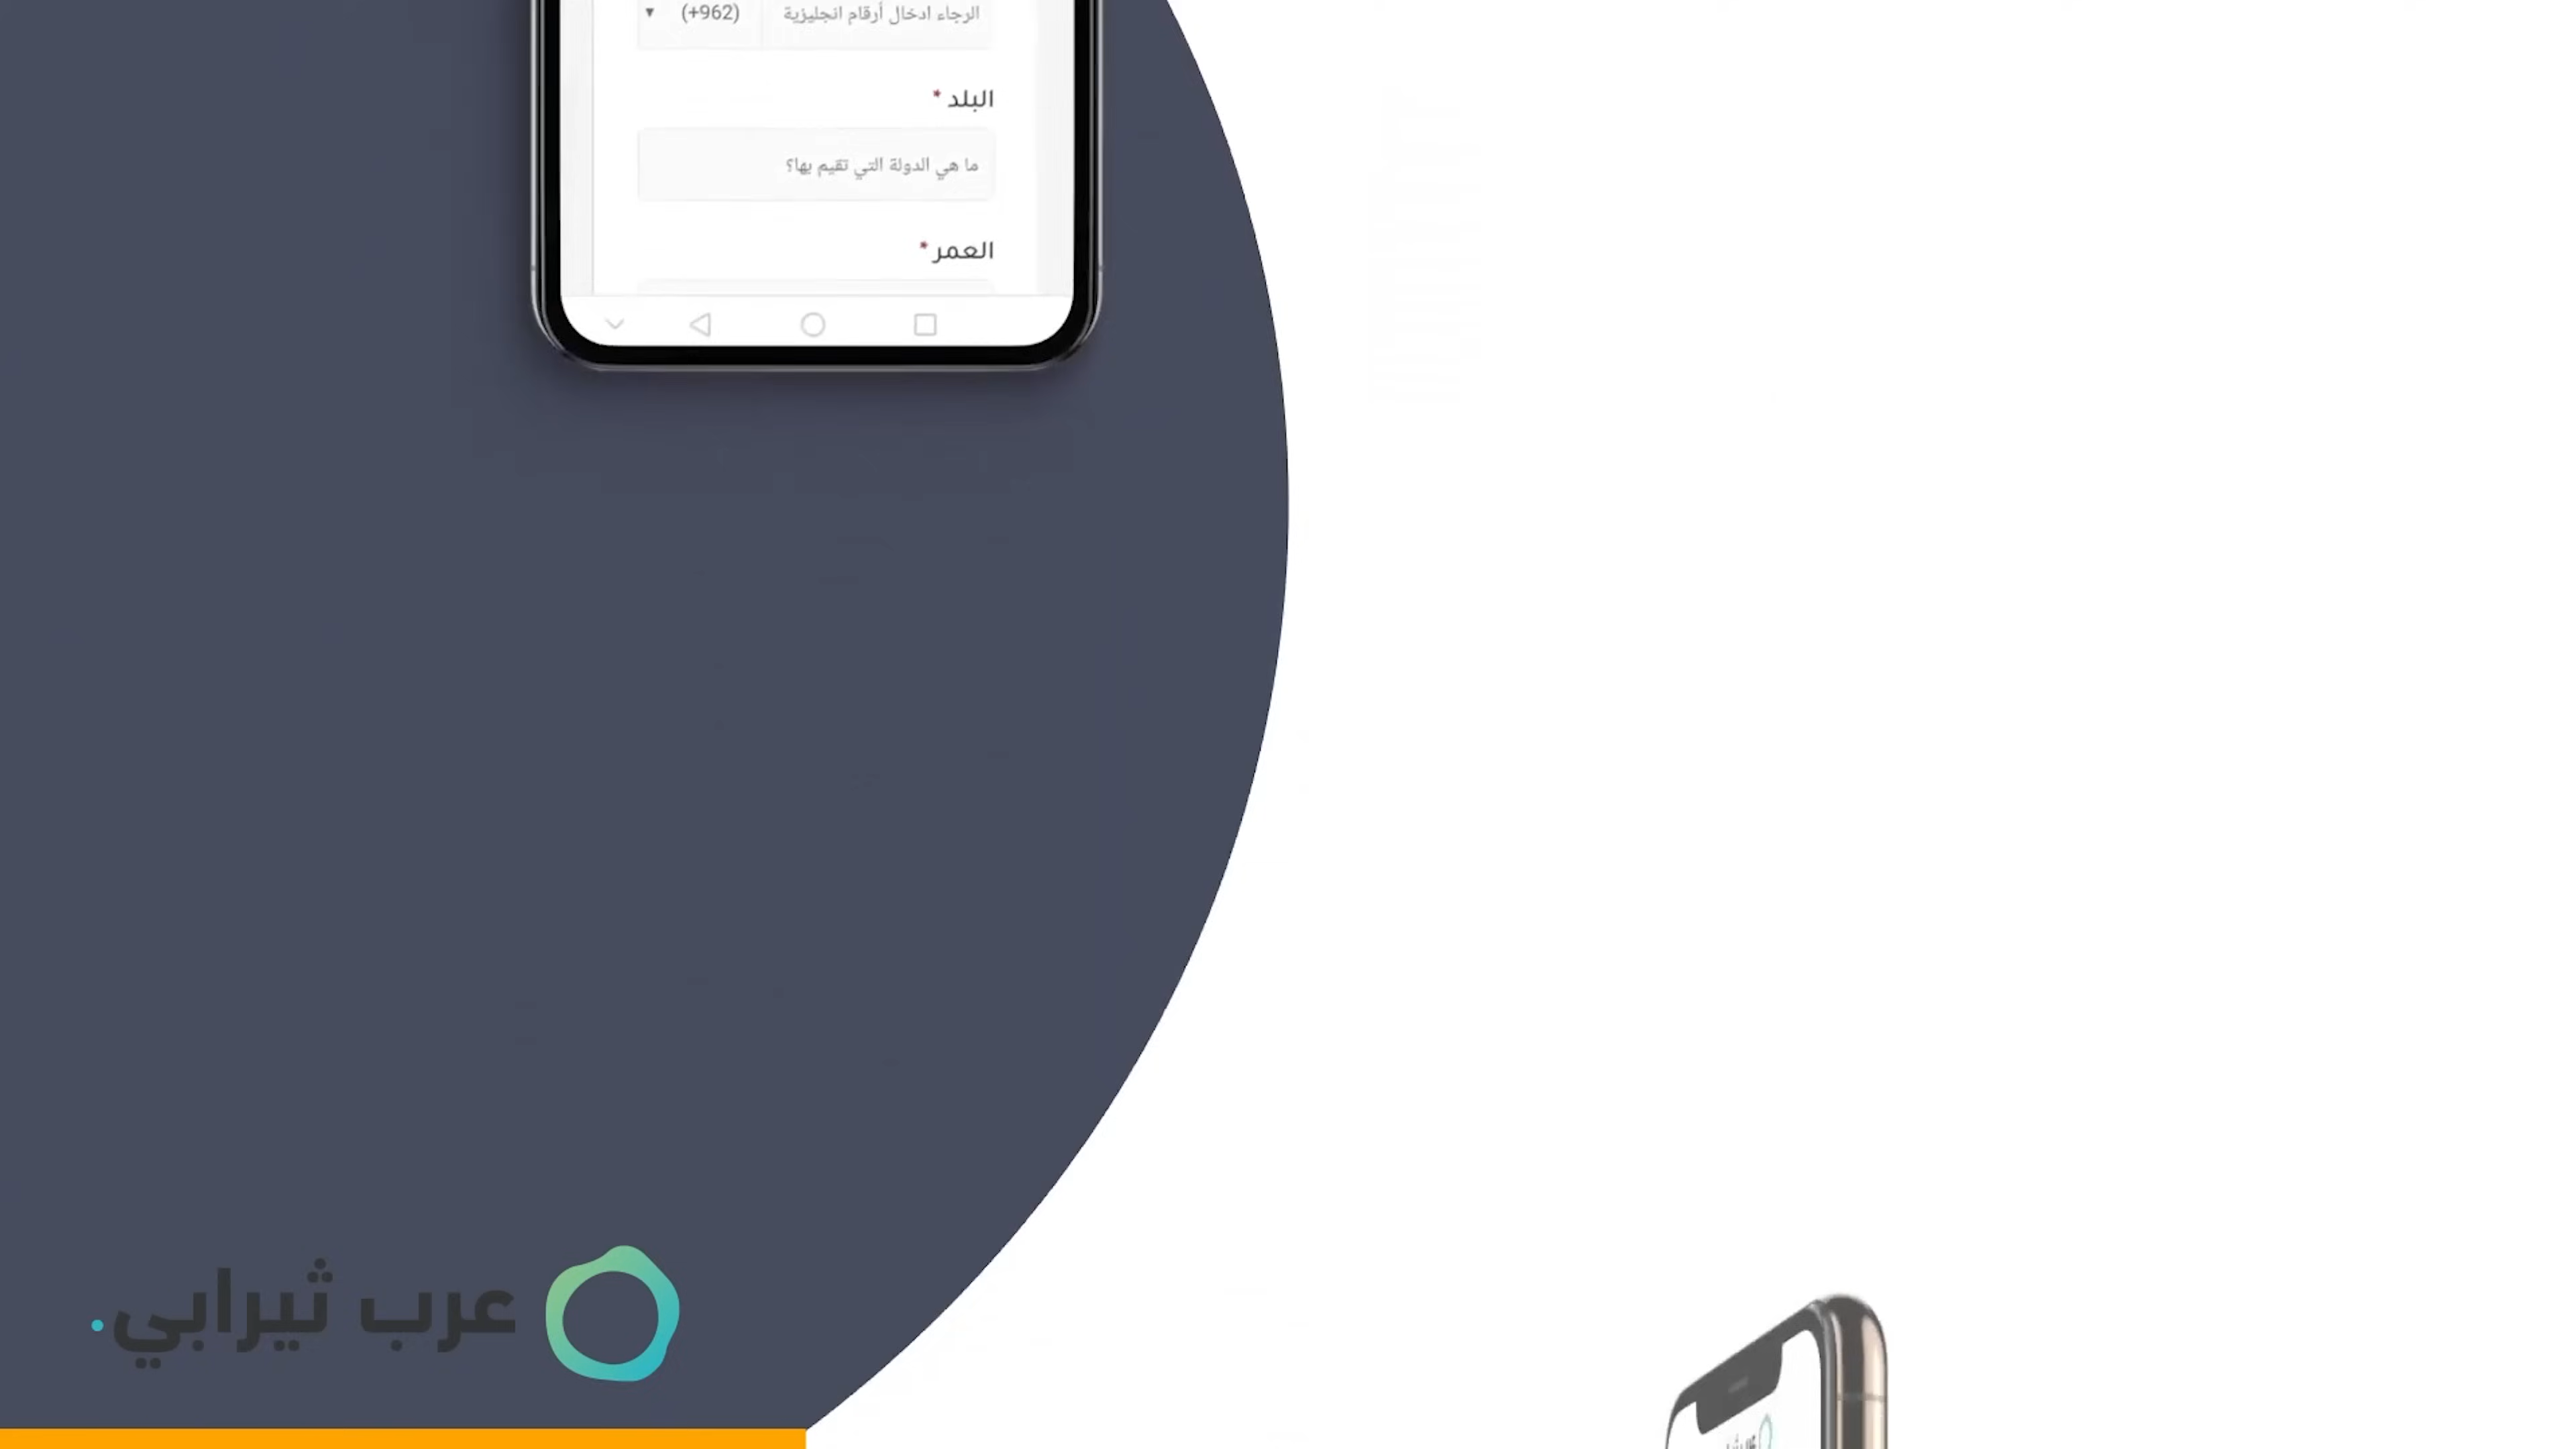 الرجاء ادخال أرقام انجليزية (+962)
البلد *
ما هي الدولة التي تقيم بها؟
العمر *
عرب ثيرابي.